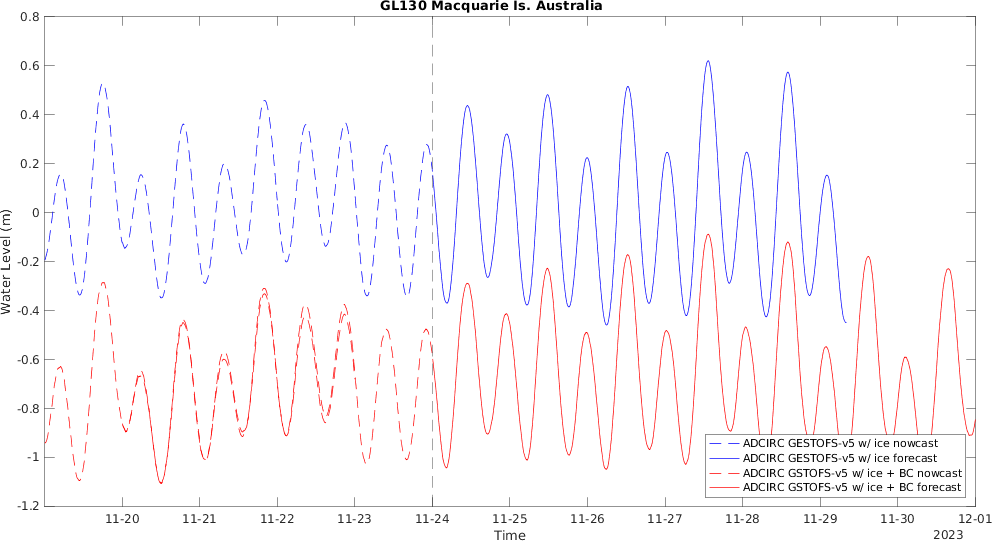 GL130 Macquarie Is. Australia
0.8
0.6
0.4
0.2
0
-0.2
-0.4
-0.6
-0.8
-1
-1.2
Water Level (m)
11-20 11-21 11-22 11-23 11-24 11-25 11-26 11-27 11-28 11-29 11-30 12-01
Time
2023
ADCIRC GESTOFS-v5 w/ ice nowcast
ADCIRC GESTOFS-v5 w/ ice forecast
ADCIRC GSTOFS-v5 w/ ice + BC nowcast
ADCIRC GSTOFS-v5 w/ ice + BC forecast